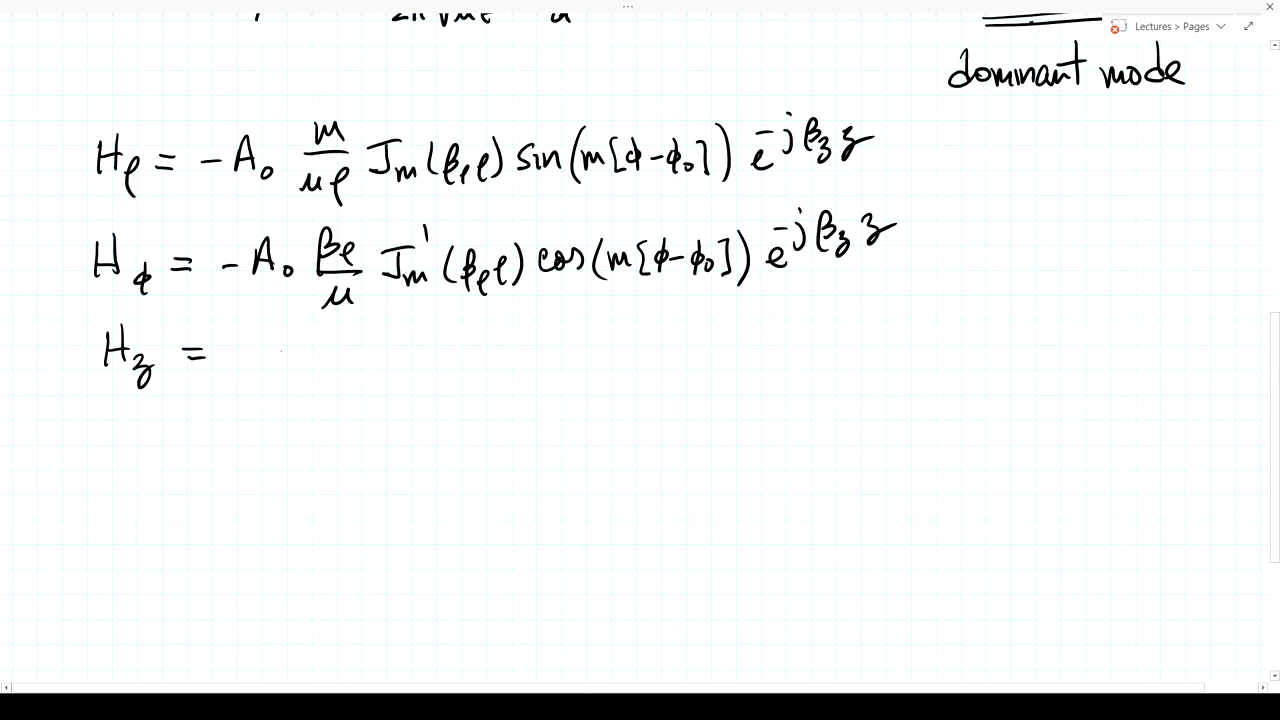 Lectures > Pages
dominant mode
H_ρ = -A_0 m/(μρ) J_m(β_ρ ρ) sin(m[ϕ-ϕ_0]) e^{-jβ_z z}
H_ϕ = -A_0 β_ρ/μ J_m'(β_ρ ρ) cos(m[ϕ-ϕ_0]) e^{-jβ_z z}
H_z =